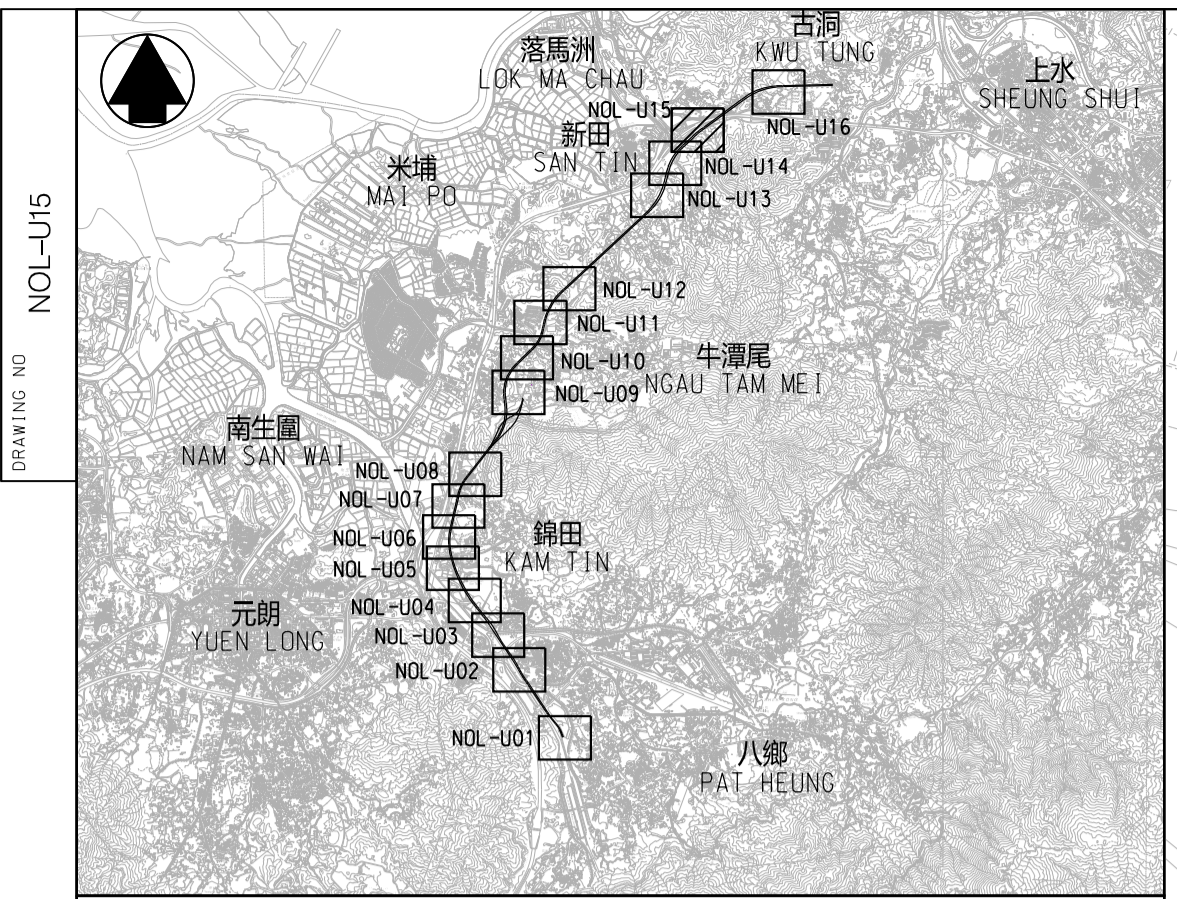 NOL-U15
DRAWING NO
古洞
KWU TUNG
落馬洲
LOK MA CHAU
上水
SHEUNG SHUI
NOL-U15
NOL-U16
新田
SAN TIN
NOL-U14
米埔
MAI PO
NOL-U13
NOL-U12
NOL-U11
牛潭尾
NGAU TAM MEI
NOL-U10
NOL-U09
南生圍
NAM SAN WAI
NOL-U08
NOL-U07
錦田
KAM TIN
NOL-U06
NOL-U05
元朗
YUEN LONG
NOL-U04
NOL-U03
NOL-U02
NOL-U01
八鄉
PAT HEUNG